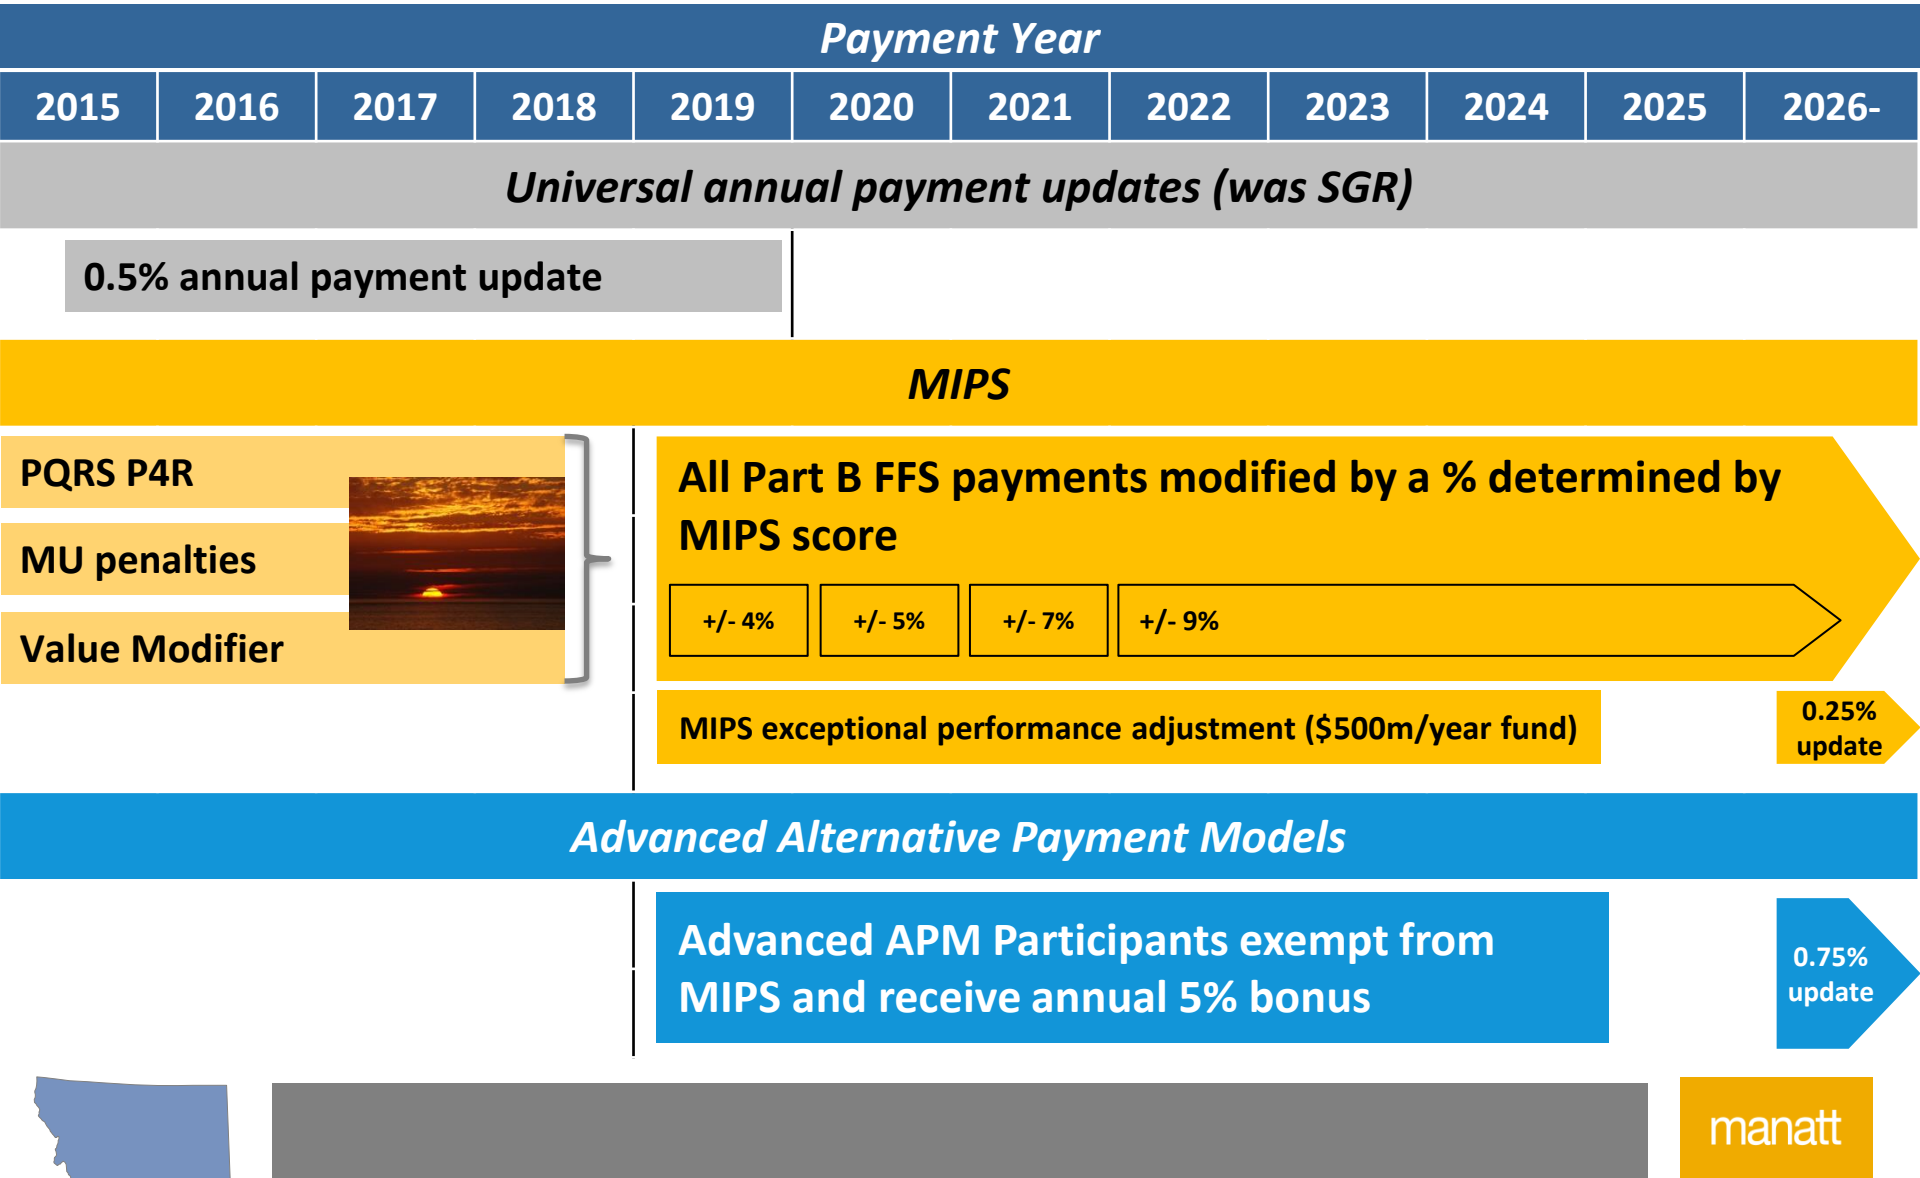 Payment Year
2015 2016 2017 2018 2019 2020 2021 2022 2023 2024 2025 2026-
Universal annual payment updates (was SGR)
0.5% annual payment update
MIPS
PQRS P4R
MU penalties
Value Modifier
All Part B FFS payments modified by a % determined by
MIPS score
+/- 4% +/- 5% +/- 7% +/- 9%
MIPS exceptional performance adjustment ($500m/year fund)
0.25%
update
Advanced Alternative Payment Models
Advanced APM Participants exempt from
MIPS and receive annual 5% bonus
0.75%
update
manatt